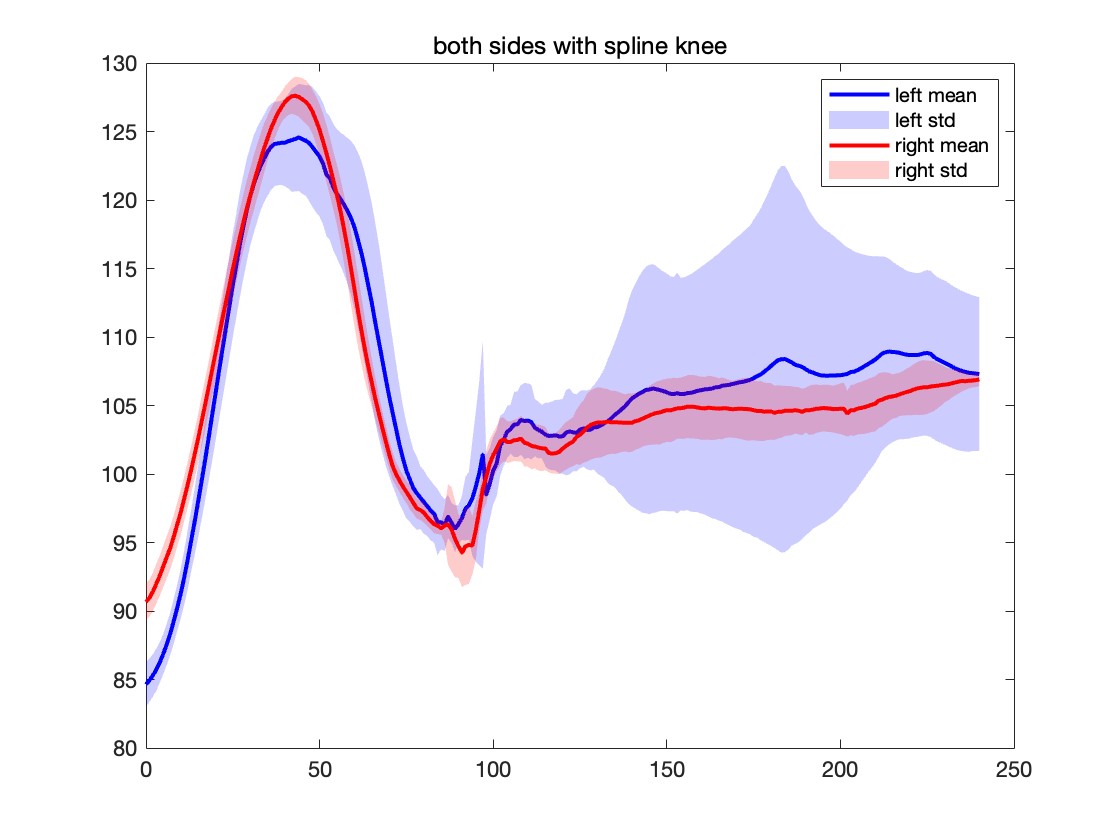 both sides with spline knee
130
125
120
115
110
105
100
95
90
85
80
0 50 100 150 200 250
left mean
left std
right mean
right std